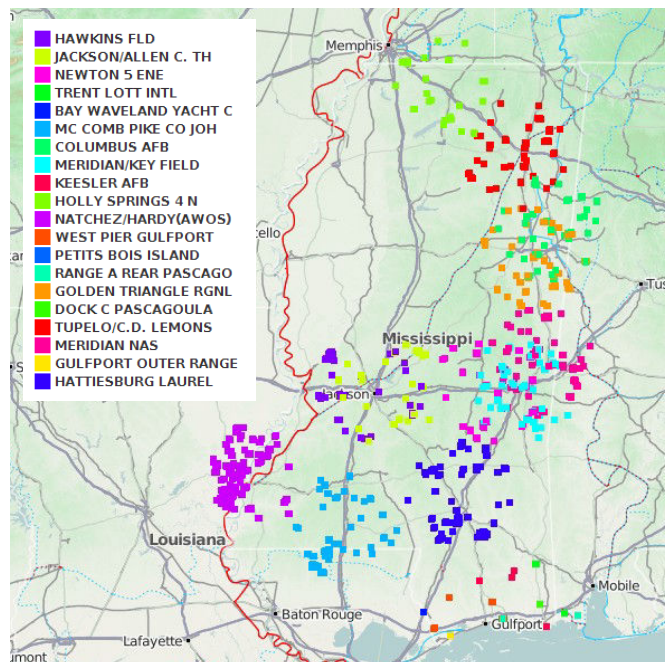 HAWKINS FLD
JACKSON/ALLEN C. TH
NEWTON 5 ENE
TRENT LOTT INTL
BAY WAVELAND YACHT C
MC COMB PIKE CO JOH
COLUMBUS AFB
MERIDIAN/KEY FIELD
KEESLER AFB
HOLLY SPRINGS 4 N
NATCHEZ/HARDY(AWOS)
WEST PIER GULFPORT
PETITS BOIS ISLAND
RANGE A REAR PASCAGO
GOLDEN TRIANGLE RGNL
DOCK C PASCAGOULA
TUPELO/C.D. LEMONS
MERIDIAN NAS
GULFPORT OUTER RANGE
HATTIESBURG LAUREL
Memphis
cello
Tus
Mississippi
S
Jackson
Louisiana
Mobile
Baton Rouge
Gulfport
Lafayette
umont